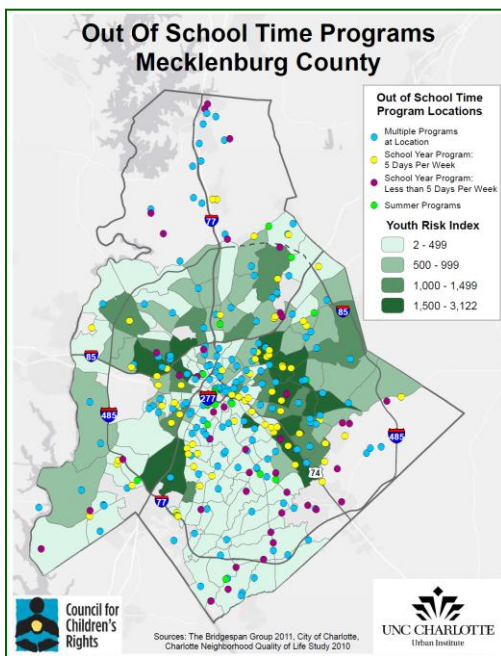 Out Of School Time Programs
Mecklenburg County
Out of School Time
Program Locations
Multiple Programs
at Location
School Year Program:
5 Days Per Week
School Year Program:
Less than 5 Days Per Week
Summer Programs
Youth Risk Index
2 - 499
500 - 999
1,000 - 1,499
1,500 - 3,122
77
85
85
277
485
485
74
77
Council for
Children's
Rights
Sources: The Bridgespan Group 2011, City of Charlotte,
Charlotte Neighborhood Quality of Life Study 2010
UNC CHARLOTTE
Urban Institute